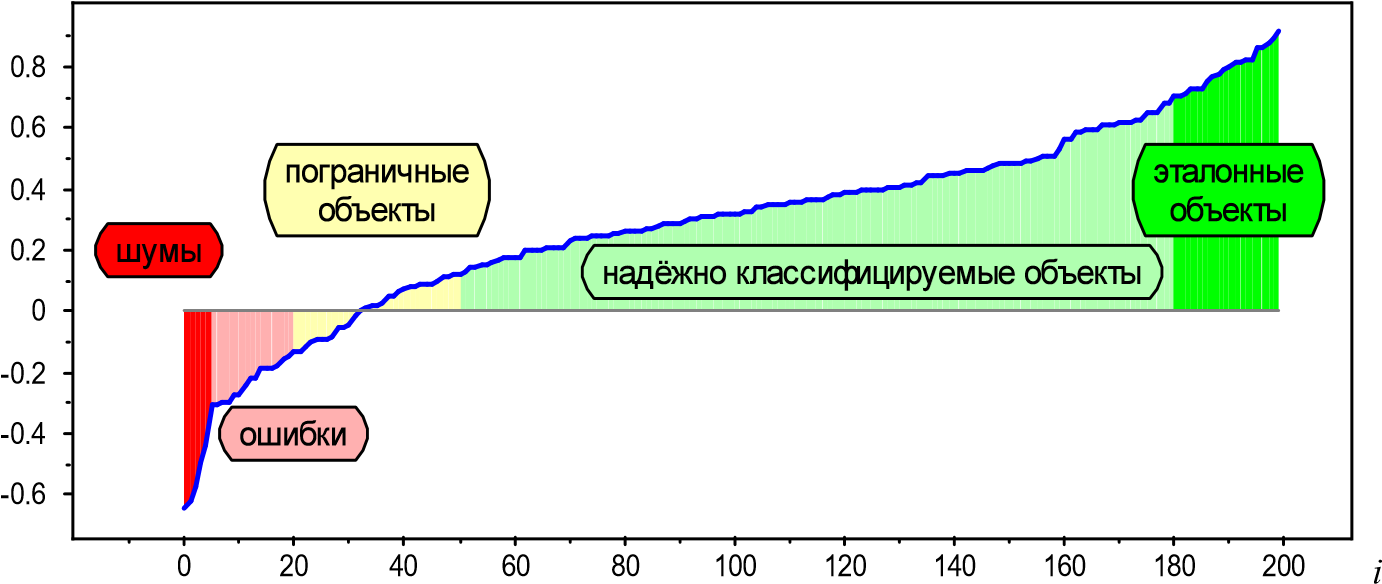 0.8
0.6
0.4
0.2
0
-0.2
-0.4
-0.6
пограничные
объекты
эталонные
объекты
шумы
надёжно классифицируемые объекты
ошибки
0 20 40 60 80 100 120 140 160 180 200 i